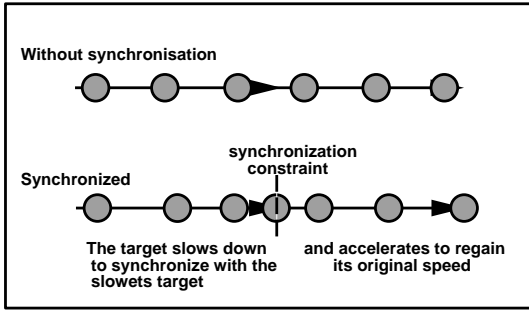 Without synchronisation
synchronization
constraint
Synchronized
The target slows down
to synchronize with the
slowets target
and accelerates to regain
its original speed